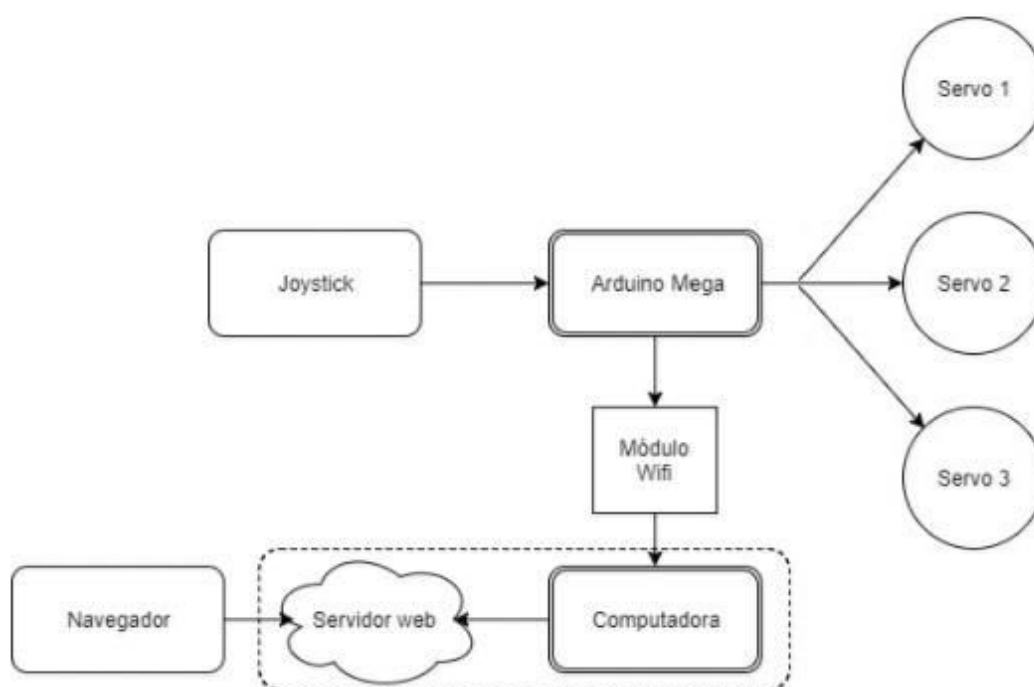 Servo 1
Joystick
Arduino Mega
Servo 2
Módulo
Wifi
Servo 3
Navegador
Servidor web
Computadora